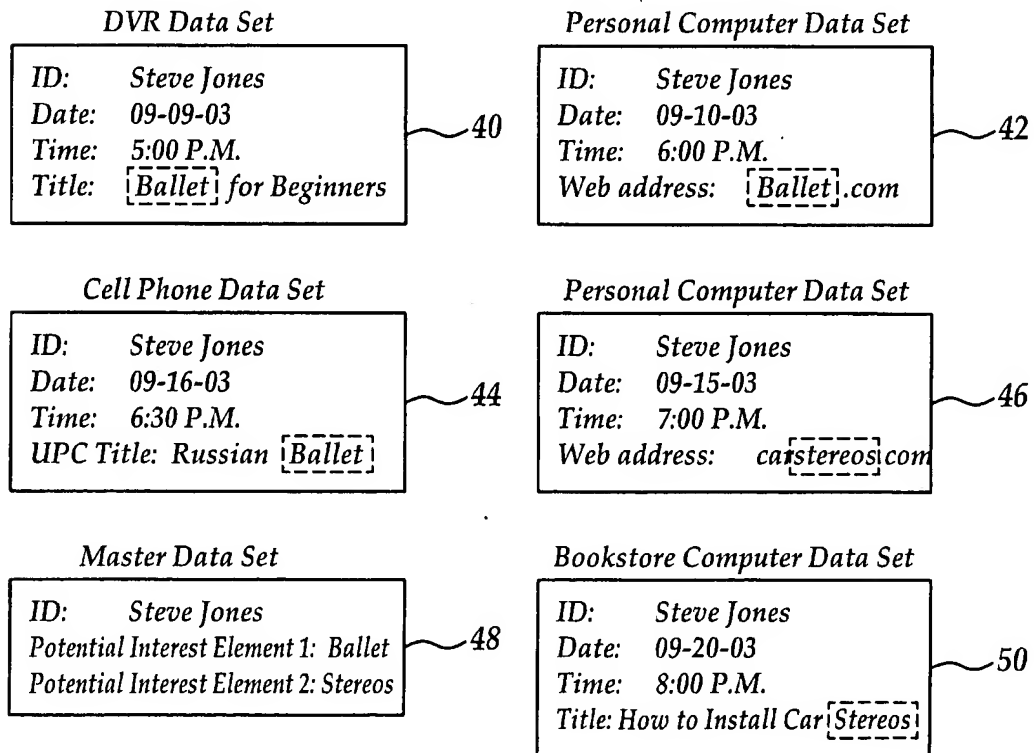 DVR Data Set
ID: Steve Jones
Date: 09-09-03
Time: 5:00 P.M.
Title: Ballet for Beginners
40
Personal Computer Data Set
ID: Steve Jones
Date: 09-10-03
Time: 6:00 P.M.
Web address: Ballet.com
42
Cell Phone Data Set
ID: Steve Jones
Date: 09-16-03
Time: 6:30 P.M.
UPC Title: Russian Ballet
44
Personal Computer Data Set
ID: Steve Jones
Date: 09-15-03
Time: 7:00 P.M.
Web address: carstereos.com
46
Master Data Set
ID: Steve Jones
Potential Interest Element 1: Ballet
Potential Interest Element 2: Stereos
48
Bookstore Computer Data Set
ID: Steve Jones
Date: 09-20-03
Time: 8:00 P.M.
Title: How to Install Car Stereos
50